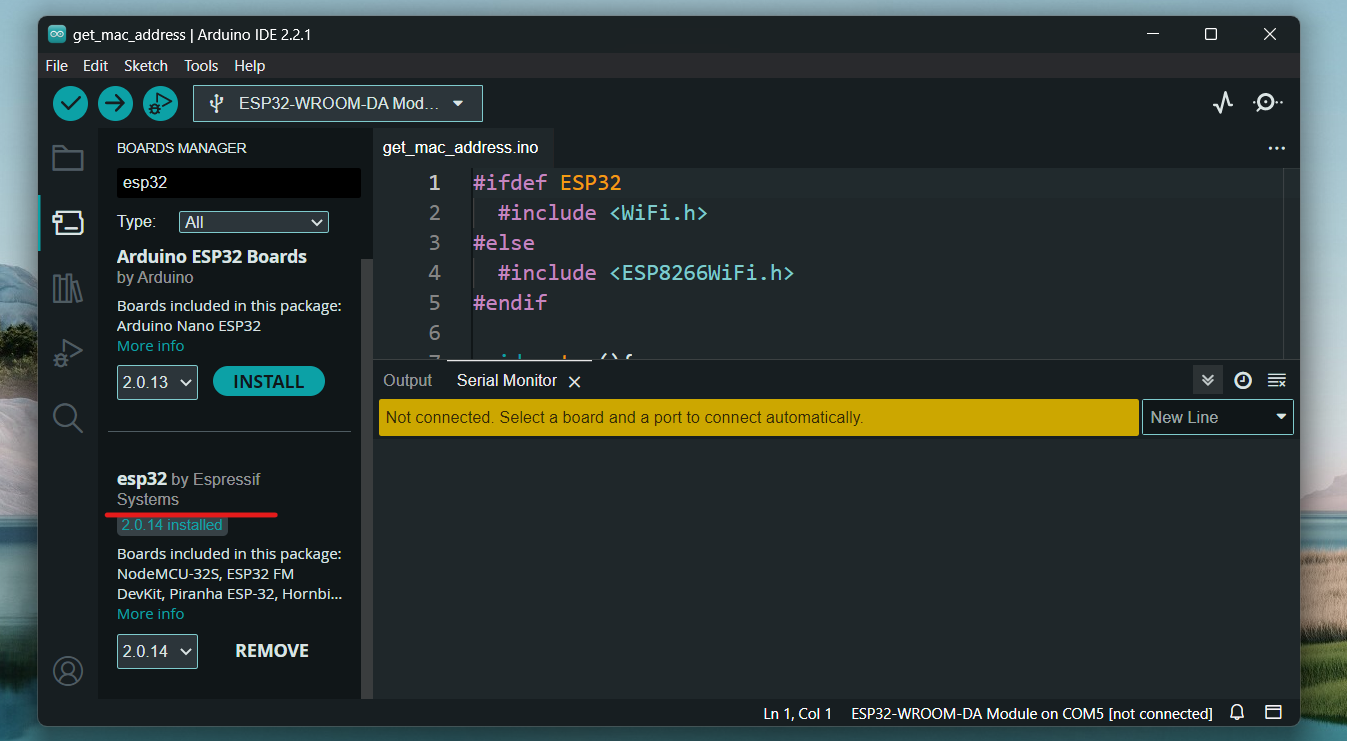 get_mac_address | Arduino IDE 2.2.1
File Edit Sketch Tools Help
ESP32-WROOM-DA Mod...
BOARDS MANAGER
esp32
Type: All
Arduino ESP32 Boards
by Arduino
Boards included in this package:
Arduino Nano ESP32
More info
2.0.13 INSTALL
esp32 by Espressif
Systems
2.0.14 installed
Boards included in this package:
NodeMCU-32S, ESP32 FM
DevKit, Piranha ESP-32, Hornbi...
More info
2.0.14 REMOVE
get_mac_address.ino
1 #ifdef ESP32
2 #include <WiFi.h>
3 #else
4 #include <ESP8266WiFi.h>
5 #endif
6
Output Serial Monitor
Not connected. Select a board and a port to connect automatically.
New Line
Ln 1, Col 1 ESP32-WROOM-DA Module on COM5 [not connected]